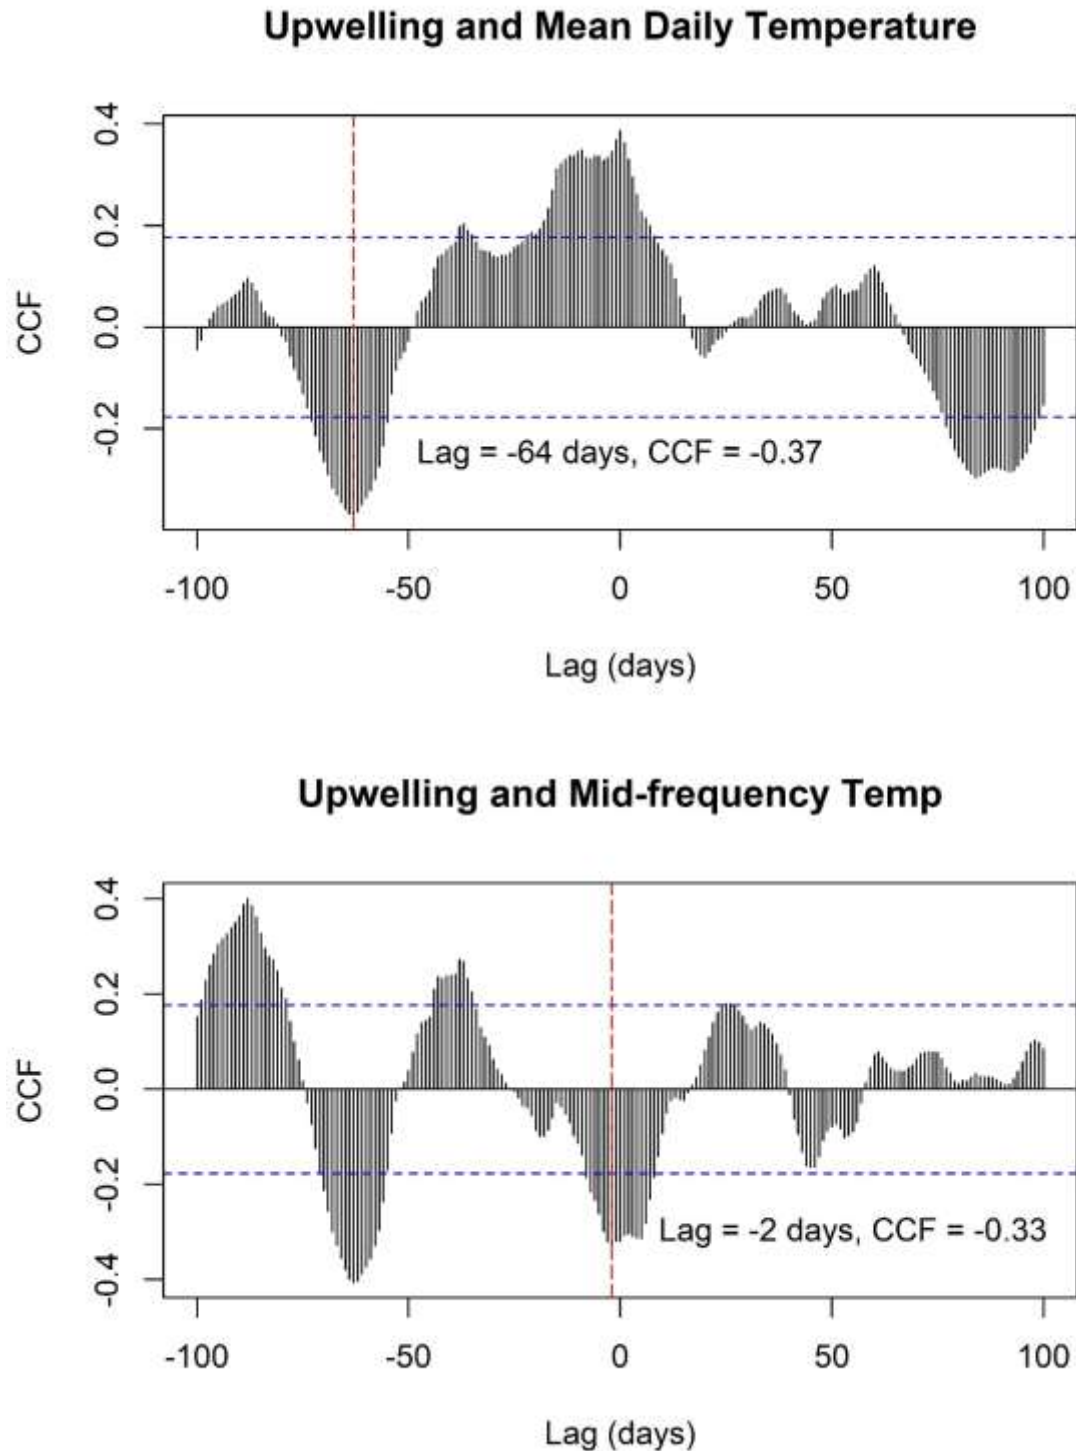 Upwelling and Mean Daily Temperature
0.4
0.2
0.0
-0.2
CCF
Lag = -64 days, CCF = -0.37
-100 -50 0 50 100
Lag (days)
Upwelling and Mid-frequency Temp
0.4
0.2
0.0
-0.2
-0.4
CCF
Lag = -2 days, CCF = -0.33
-100 -50 0 50 100
Lag (days)